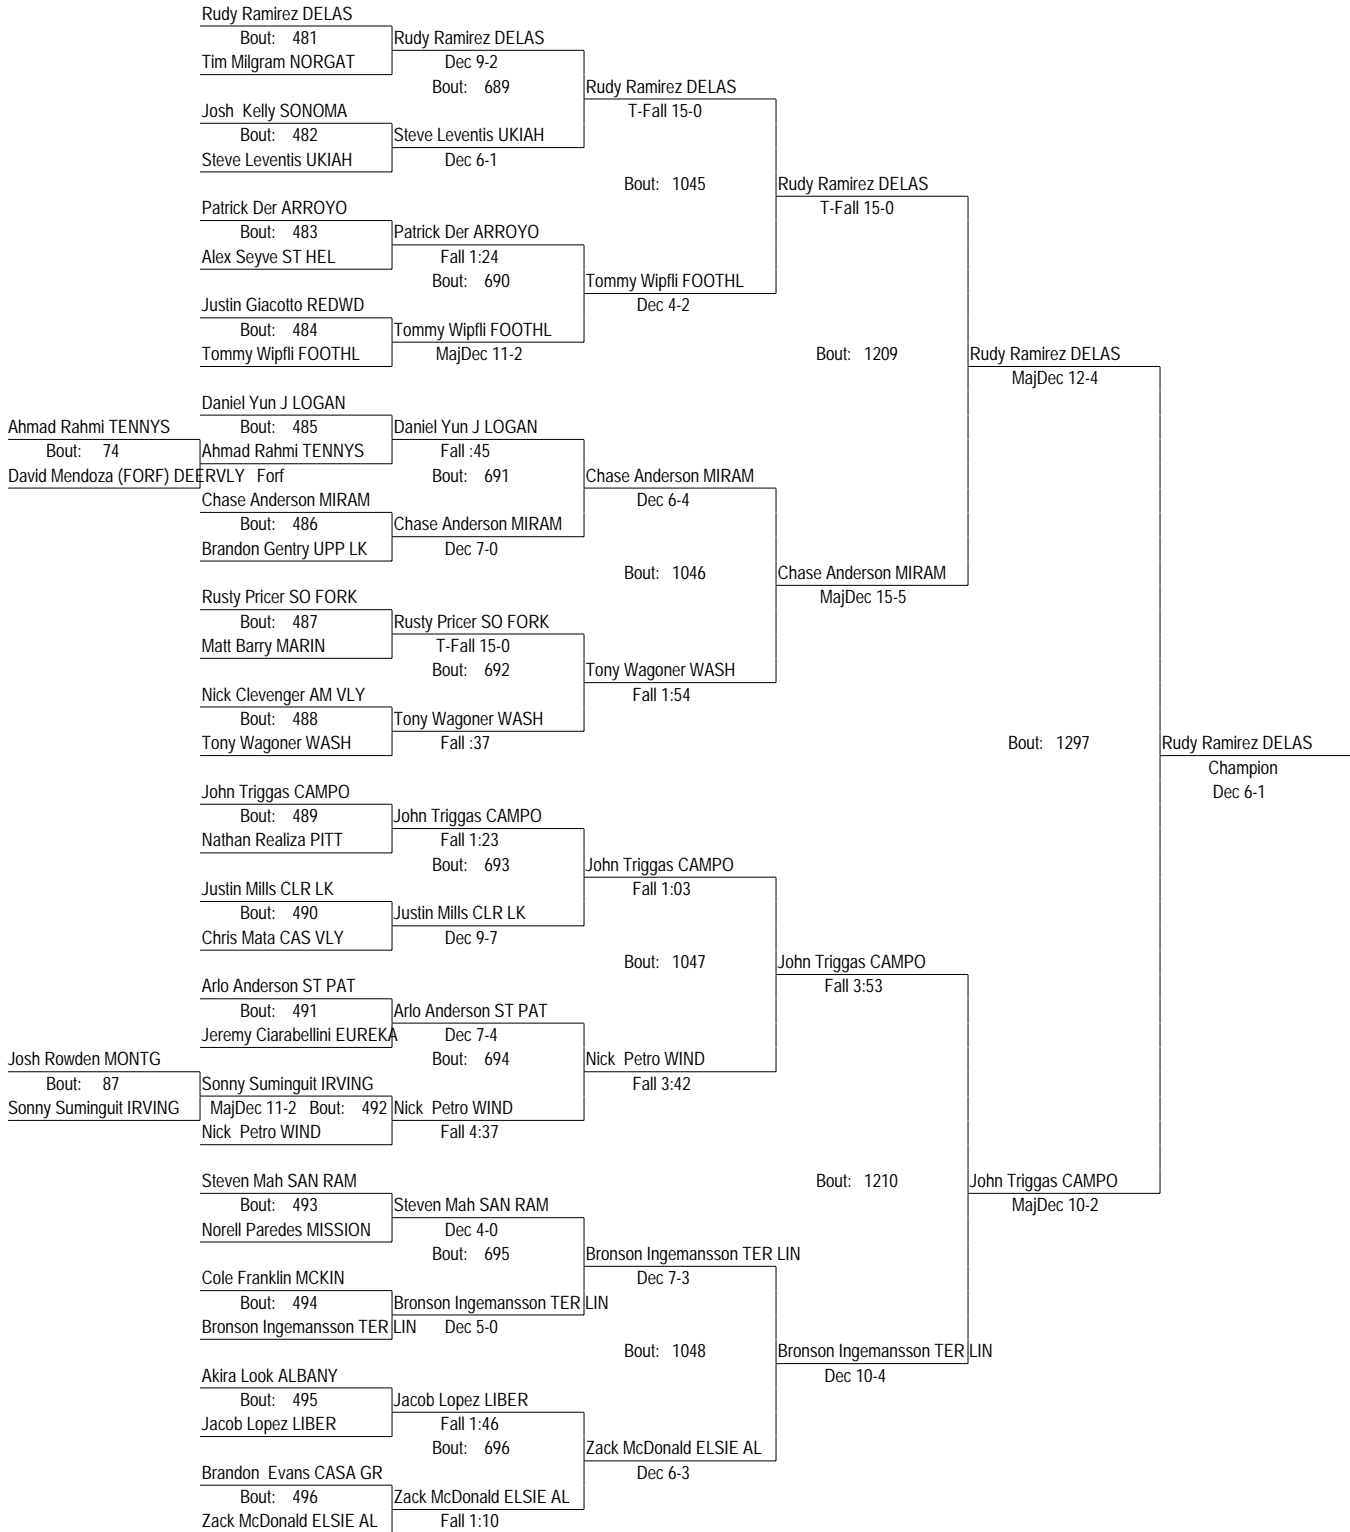 Rudy Ramirez DELAS
Bout: 481 Rudy Ramirez DELAS
Tim Milgram NORGAT Dec 9-2
Bout: 689 Rudy Ramirez DELAS
Josh Kelly SONOMA T-Fall 15-0
Bout: 482 Steve Leventis UKIAH
Steve Leventis UKIAH Dec 6-1
Bout: 1045 Rudy Ramirez DELAS
Patrick Der ARROYO T-Fall 15-0
Bout: 483 Patrick Der ARROYO
Alex Seyve ST HEL Fall 1:24
Bout: 690 Tommy Wipfli FOOTHL
Justin Giacotto REDWD Dec 4-2
Bout: 484 Tommy Wipfli FOOTHL
Tommy Wipfli FOOTHL MajDec 11-2 Bout: 1209 Rudy Ramirez DELAS
MajDec 12-4
Daniel Yun J LOGAN
Ahmad Rahmi TENNYS Bout: 485 Daniel Yun J LOGAN
Bout: 74 Ahmad Rahmi TENNYS Fall :45
David Mendoza (FORF) DEERVLY Forf Bout: 691 Chase Anderson MIRAM
Chase Anderson MIRAM Dec 6-4
Bout: 486 Chase Anderson MIRAM
Brandon Gentry UPP LK Dec 7-0
Bout: 1046 Chase Anderson MIRAM
Rusty Pricer SO FORK MajDec 15-5
Bout: 487 Rusty Pricer SO FORK
Matt Barry MARIN T-Fall 15-0
Bout: 692 Tony Wagoner WASH
Nick Clevenger AM VLY Fall 1:54
Bout: 488 Tony Wagoner WASH
Tony Wagoner WASH Fall :37 Bout: 1297 Rudy Ramirez DELAS
Champion
John Triggas CAMPO Dec 6-1
Bout: 489 John Triggas CAMPO
Nathan Realiza PITT Fall 1:23
Bout: 693 John Triggas CAMPO
Justin Mills CLR LK Fall 1:03
Bout: 490 Justin Mills CLR LK
Chris Mata CAS VLY Dec 9-7
Bout: 1047 John Triggas CAMPO
Arlo Anderson ST PAT Fall 3:53
Bout: 491 Arlo Anderson ST PAT
Jeremy Ciarabellini EUREKA Dec 7-4
Josh Rowden MONTG Bout: 694 Nick Petro WIND
Bout: 87 Sonny Suminguit IRVING Fall 3:42
Sonny Suminguit IRVING MajDec 11-2 Bout: 492 Nick Petro WIND
Nick Petro WIND Fall 4:37
Steven Mah SAN RAM Bout: 1210 John Triggas CAMPO
Bout: 493 Steven Mah SAN RAM MajDec 10-2
Norell Paredes MISSION Dec 4-0
Bout: 695 Bronson Ingemansson TER LIN
Cole Franklin MCKIN Dec 7-3
Bout: 494 Bronson Ingemansson TER LIN
Bronson Ingemansson TER LIN Dec 5-0
Bout: 1048 Bronson Ingemansson TER LIN
Akira Look ALBANY Dec 10-4
Bout: 495 Jacob Lopez LIBER
Jacob Lopez LIBER Fall 1:46
Bout: 696 Zack McDonald ELSIE AL
Brandon Evans CASA GR Dec 6-3
Bout: 496 Zack McDonald ELSIE AL
Zack McDonald ELSIE AL Fall 1:10